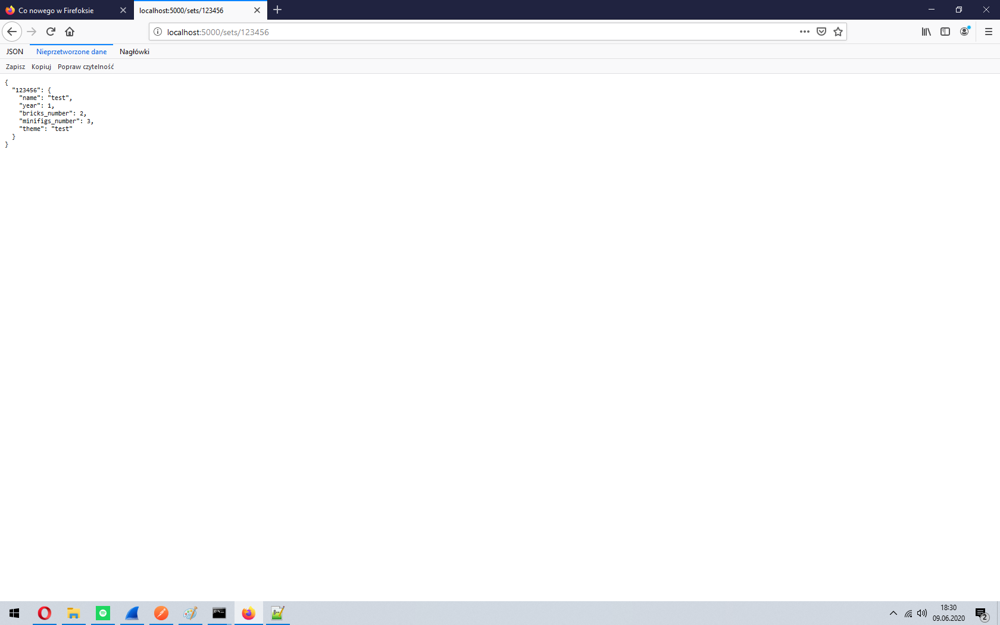 Co nowego w Firefoksie
localhost:5000/sets/123456
localhost:5000/sets/123456
JSON Nieprzetworzone dane Nagłówki
Zapisz Kopiuj Popraw czytelność
{
"123456": {
"name": "test",
"year": 1,
"bricks_number": 2,
"minifigs_number": 3,
"theme": "test"
}
}
18:30
09.06.2020
2